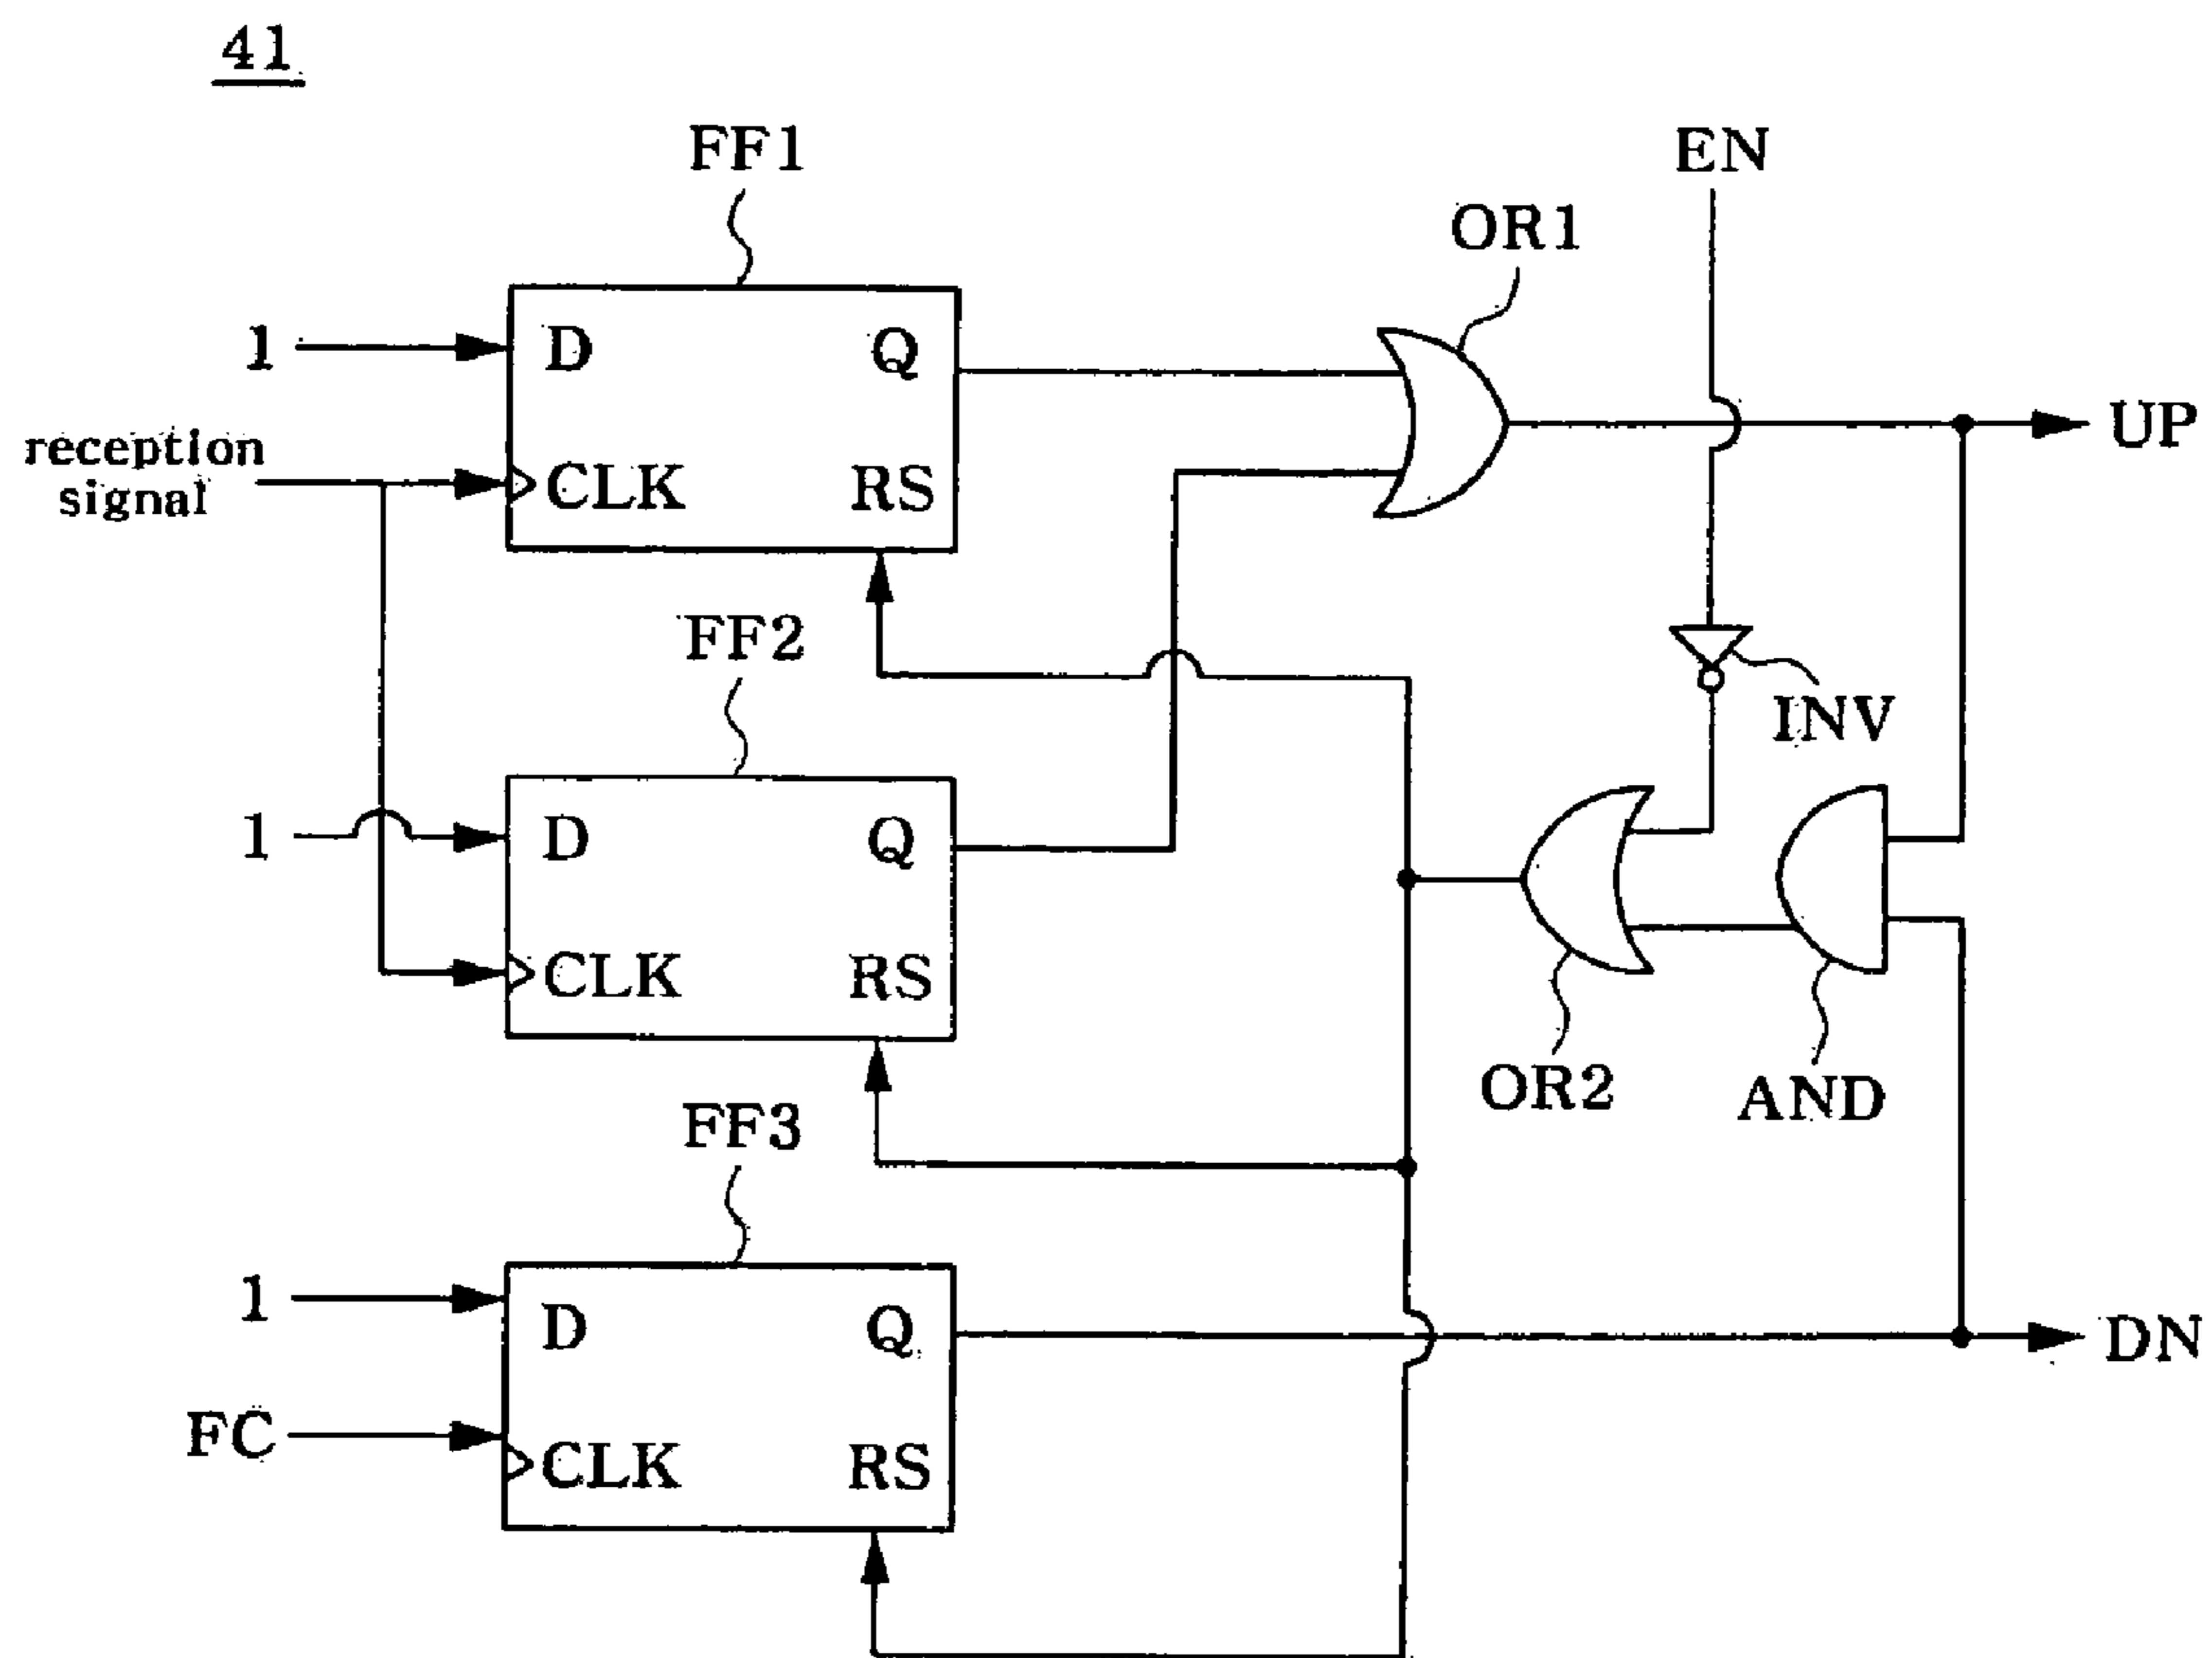 41
FF1
EN
OR1
1
D
Q
UP
reception
signal
CLK
RS
FF2
INV
1
D
Q
CLK
RS
OR2
AND
FF3
1
D
Q
DN
FC
CLK
RS